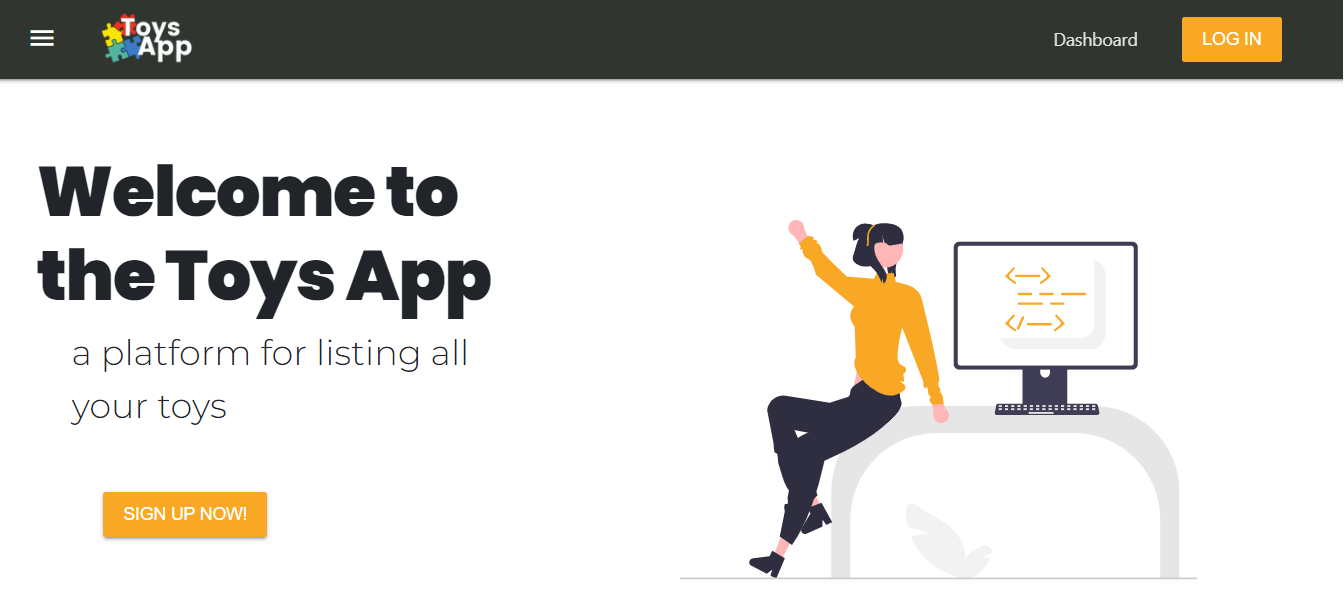 Toys
App
Dashboard
LOG IN
Welcome to
the Toys App
a platform for listing all
your toys
SIGN UP NOW!